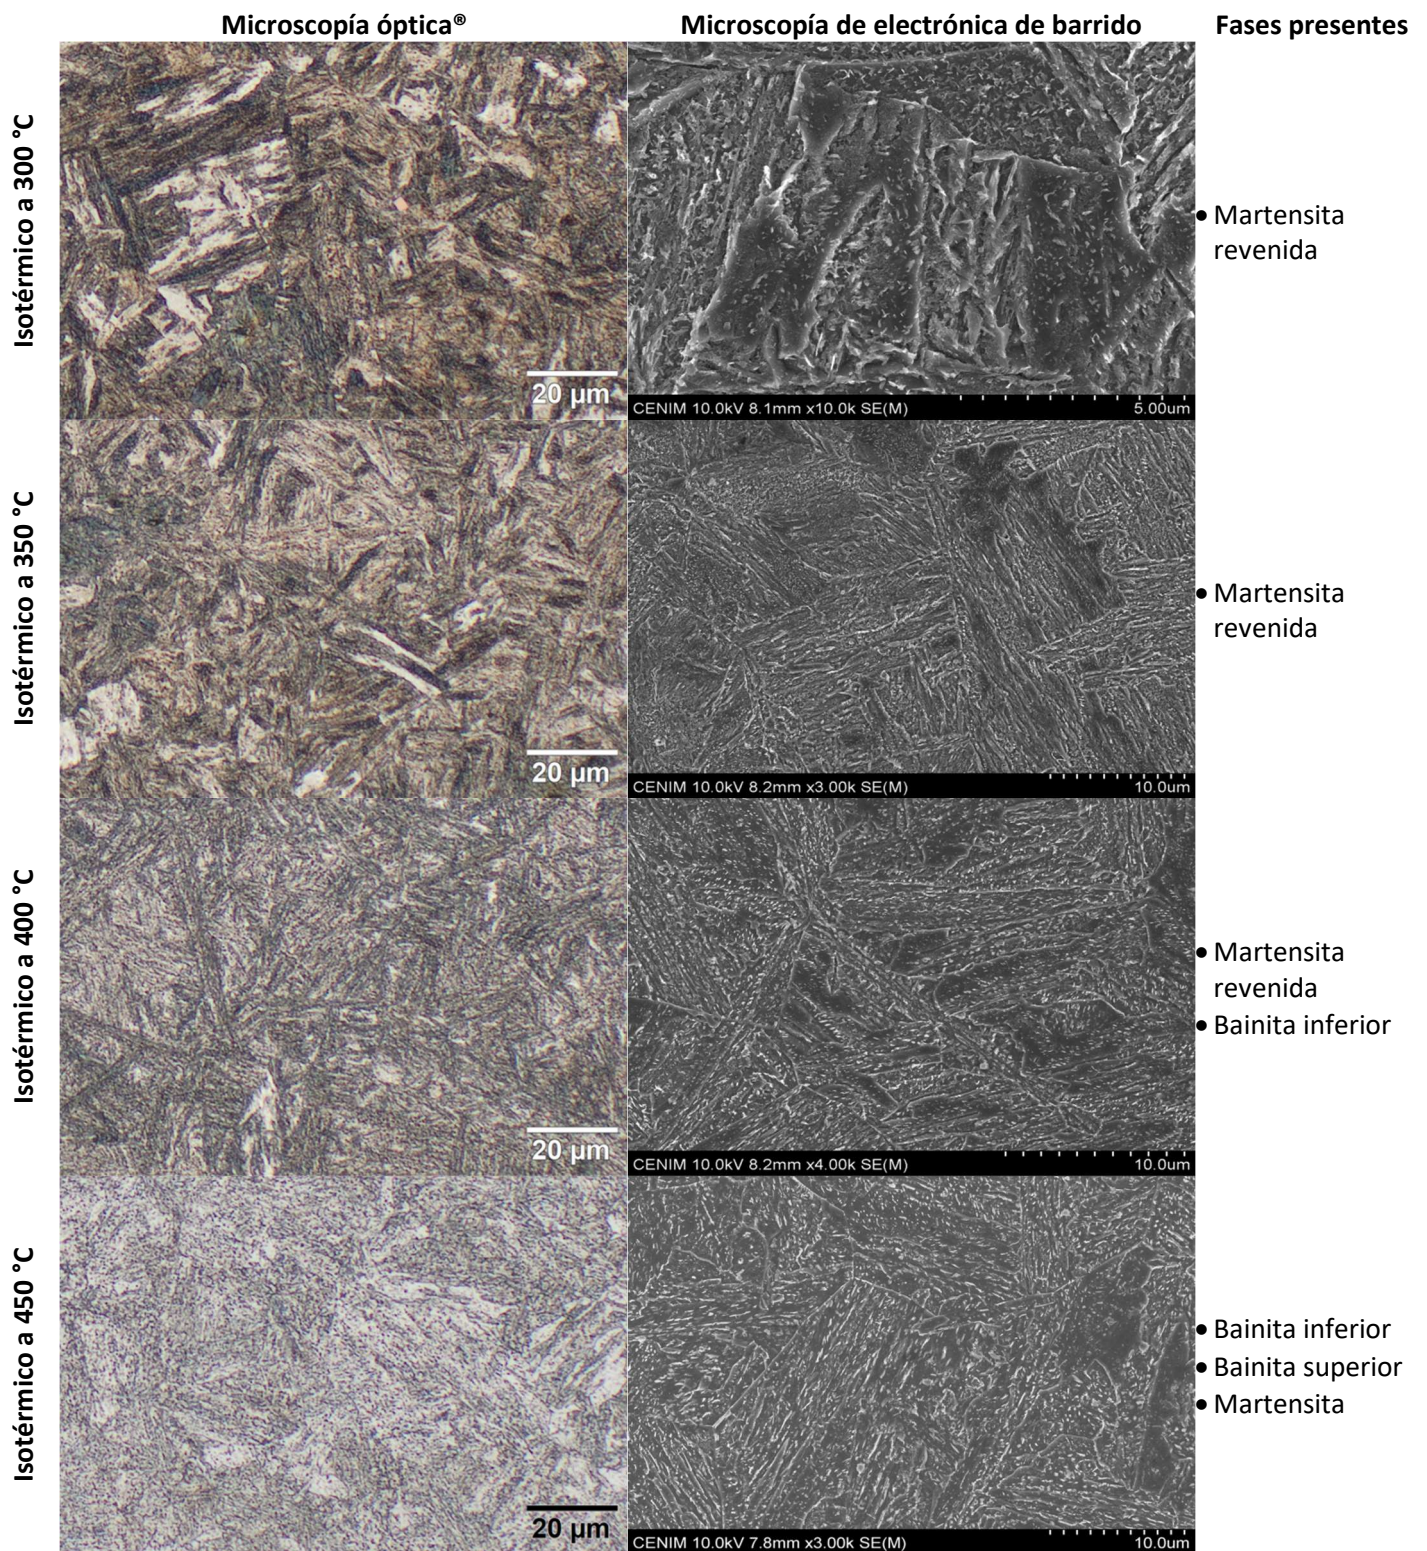 Microscopía óptica®
Microscopía de electrónica de barrido
Fases presentes
Isotérmico a 300 °C
20 µm
CENIM 10.0kV 8.1mm x10.0k SE(M)
5.00um
• Martensita
revenida
Isotérmico a 350 °C
20 µm
CENIM 10.0kV 8.2mm x3.00k SE(M)
10.0um
• Martensita
revenida
Isotérmico a 400 °C
20 µm
CENIM 10.0kV 8.2mm x4.00k SE(M)
10.0um
• Martensita
revenida
• Bainita inferior
Isotérmico a 450 °C
20 µm
CENIM 10.0kV 7.8mm x3.00k SE(M)
10.0um
• Bainita inferior
• Bainita superior
• Martensita